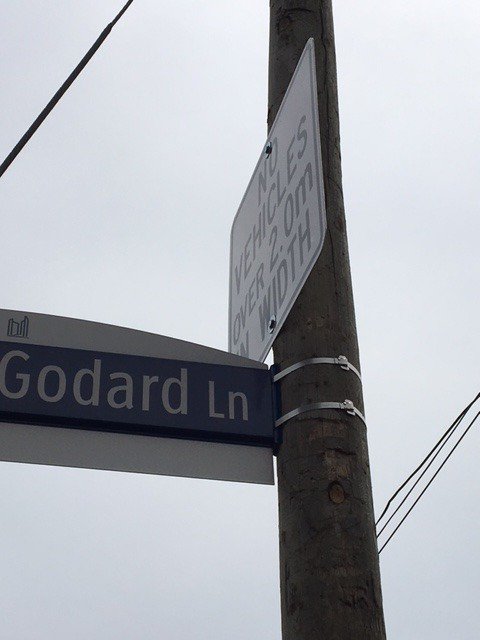 NO
VEHICLES
OVER 2.0m
IN WIDTH
Godard Ln